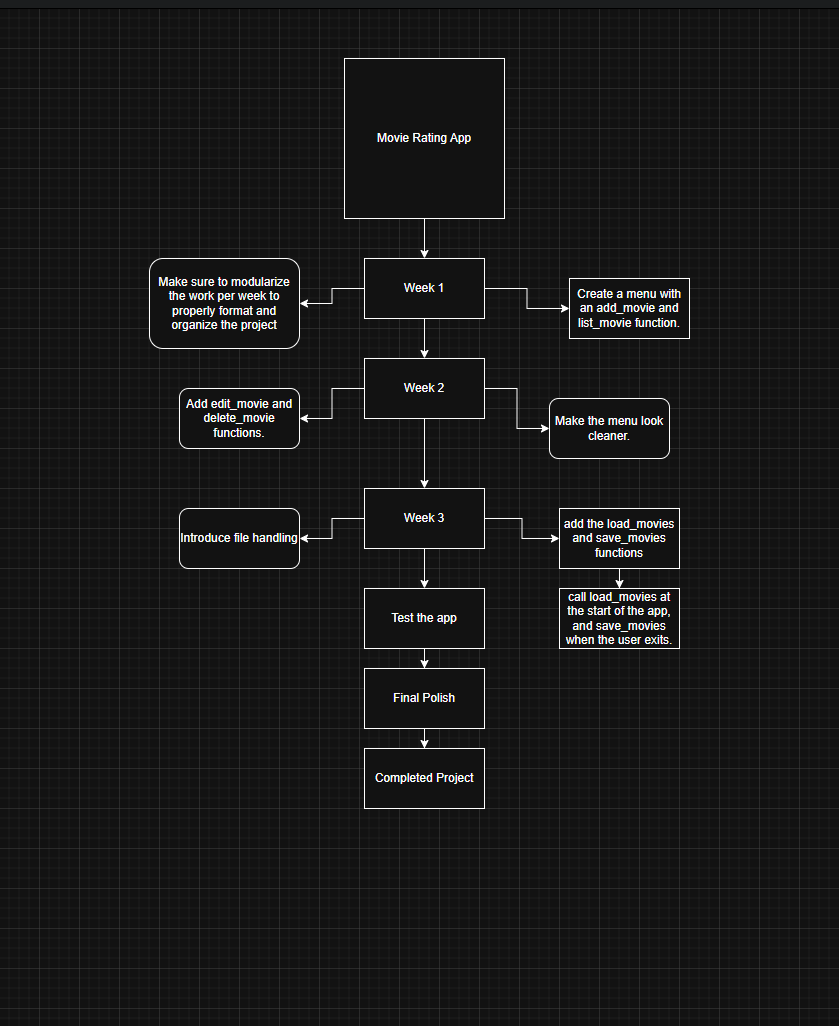 Movie Rating App
Make sure to modularize
the work per week to
properly format and
organize the project
Week 1
Create a menu with
an add_movie and
list_movie function.
Week 2
Add edit_movie and
delete_movie
functions.
Make the menu look
cleaner.
Week 3
Introduce file handling
add the load_movies
and save_movies
functions
Test the app
call load_movies at
the start of the app,
and save_movies
when the user exits.
Final Polish
Completed Project